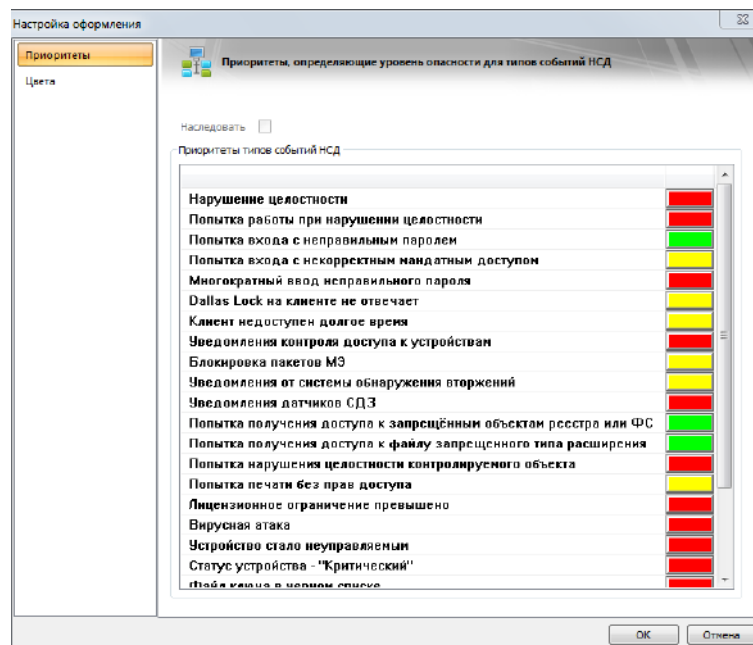 Настройка оформления
Приоритеты
Цвета
Приоритеты, определяющие уровень опасности для типов событий НСД
Наследовать
Приоритеты типов событий НСД
Нарушение целостности
Попытка работы при нарушении целостности
Попытка входа с неправильным паролем
Попытка входа с некорректным мандатным доступом
Многократный ввод неправильного пароля
Dallas Lock на клиенте не отвечает
Клиент недоступен долгое время
Уведомления контроля доступа к устройствам
Блокировка пакетов МЭ
Уведомления от системы обнаружения вторжений
Уведомления датчиков СДЗ
Попытка получения доступа к запрещённым объектам реестра или ФС
Попытка получения доступа к файлу запрещенного типа расширения
Попытка нарушения целостности контролируемого объекта
Попытка печати без прав доступа
Лицензионное ограничение превышено
Вирусная атака
Устройство стало неуправляемым
Статус устройства - "Критический"
Файл ключа в черном списке
OK
Отмена